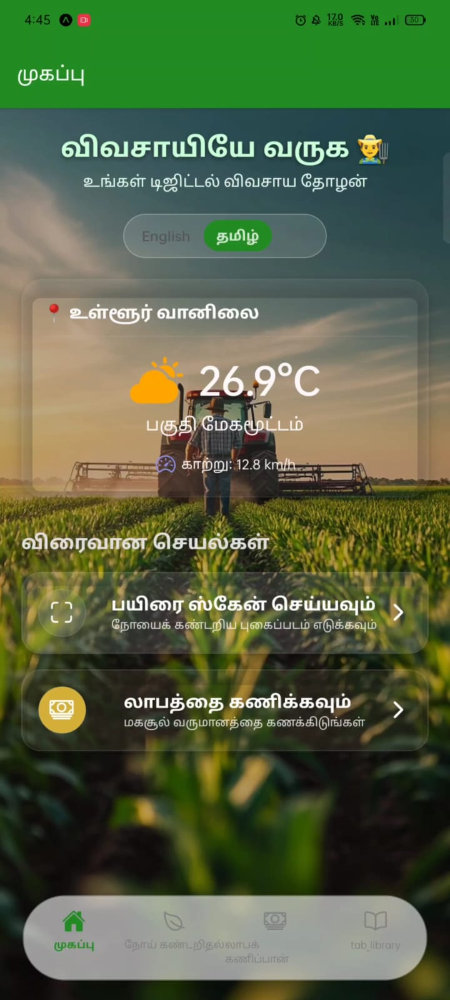 4:45
17.0
KB/S
Vo
LTE
30
முகப்பு
விவசாயியே வருக
உங்கள் டிஜிட்டல் விவசாய தோழன்
English தமிழ்
உள்ளூர் வானிலை
26.9°C
பகுதி மேகமூட்டம்
காற்று: 12.8 km/h
விரைவான செயல்கள்
பயிரை ஸ்கேன் செய்யவும்
நோயைக் கண்டறிய புகைப்படம் எடுக்கவும்
லாபத்தை கணிக்கவும்
மகசூல் வருமானத்தை கணக்கிடுங்கள்
முகப்பு
நோய் கண்டறிதல்
லாபக்
கணிப்பான்
tab_library